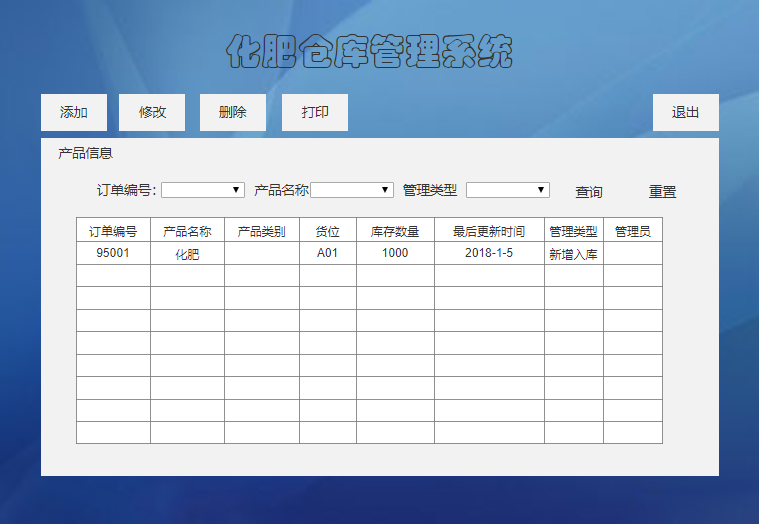 化肥仓库管理系统
添加 修改 删除 打印 退出
产品信息
订单编号: 产品名称 管理类型 查询 重置
订单编号 产品名称 产品类别 货位 库存数量 最后更新时间 管理类型 管理员
95001 化肥 A01 1000 2018-1-5 新增入库